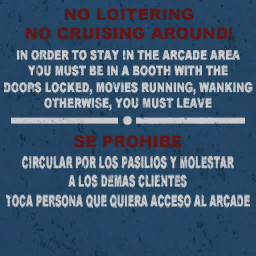 NO LOITERING
NO CRUISING AROUND!
IN ORDER TO STAY IN THE ARCADE AREA
YOU MUST BE IN A BOOTH WITH THE
DOORS LOCKED, MOVIES RUNNING, WANKING
OTHERWISE, YOU MUST LEAVE
SE PROHIBE
CIRCULAR POR LOS PASILIOS Y MOLESTAR
A LOS DEMAS CLIENTES
TOCA PERSONA QUE QUIERA ACCESO AL ARCADE